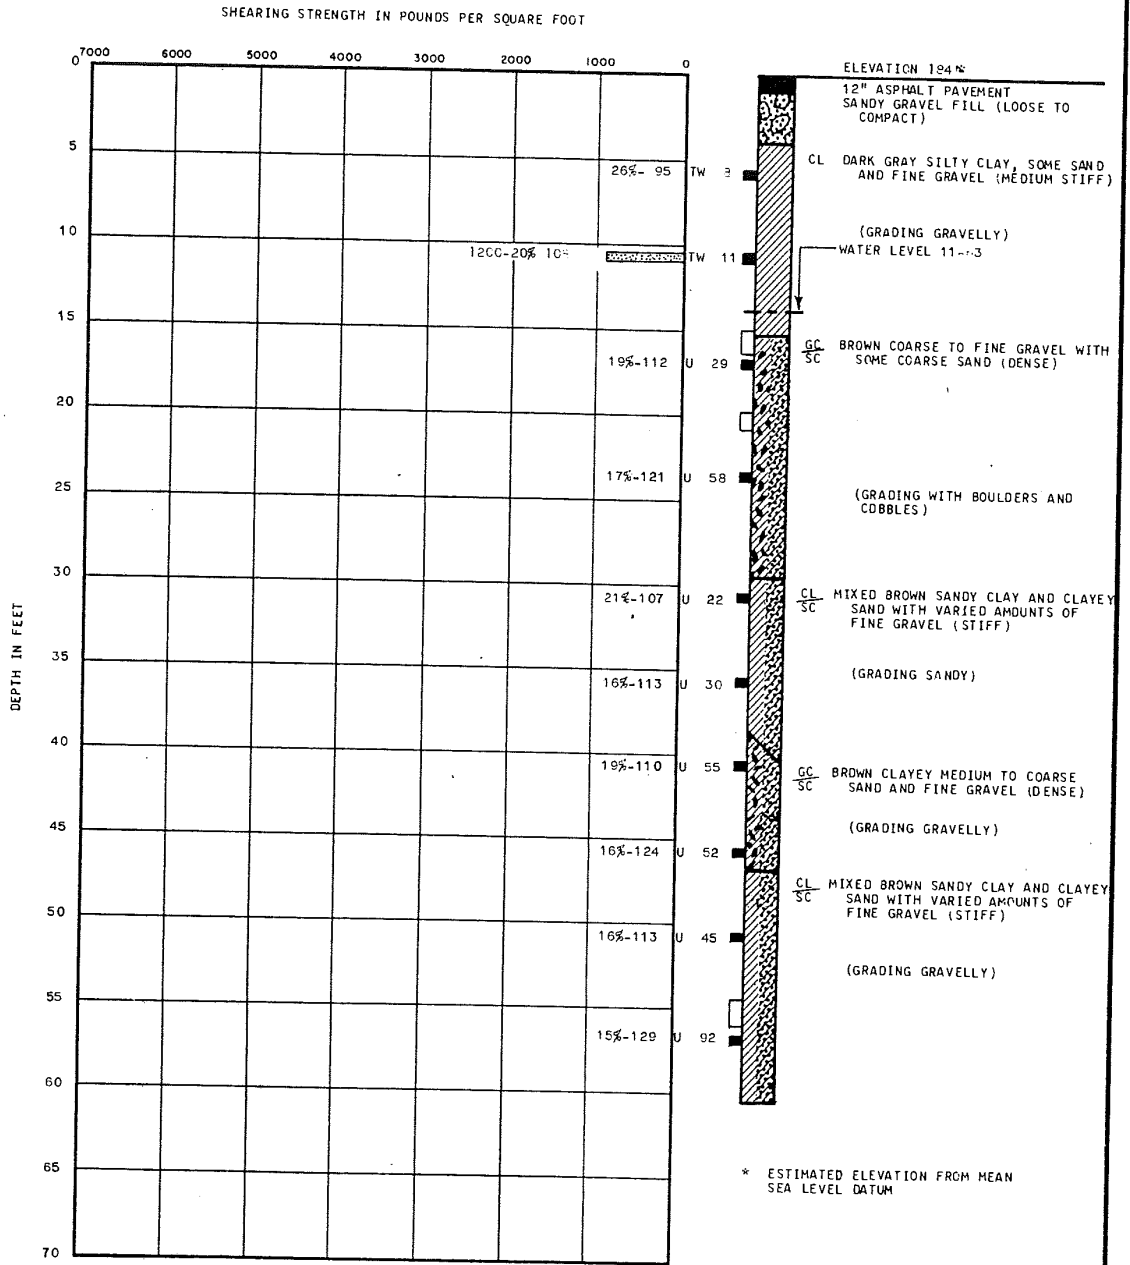 SHEARING STRENGTH IN POUNDS PER SQUARE FOOT
7000 6000 5000 4000 3000 2000 1000 0
DEPTH IN FEET
0
5
10
15
20
25
30
35
40
45
50
55
60
65
70
26%- 95 TW
TW 11
19%-112 U 29
17%-121 U 58
21%-107 U 22
16%-113 U 30
19%-110 U 55
16%-124 U 52
16%-113 U 45
15%-129 U 92
ELEVATION 194*
12" ASPHALT PAVEMENT
SANDY GRAVEL FILL (LOOSE TO
COMPACT)
CL DARK GRAY SILTY CLAY, SOME SAND
AND FINE GRAVEL (MEDIUM STIFF)
(GRADING GRAVELLY)
WATER LEVEL
GC
SC
BROWN COARSE TO FINE GRAVEL WITH
SOME COARSE SAND (DENSE)
(GRADING WITH BOULDERS AND
COBBLES)
CL
SC
MIXED BROWN SANDY CLAY AND CLAYEY
SAND WITH VARIED AMOUNTS OF
FINE GRAVEL (STIFF)
(GRADING SANDY)
GC
SC
BROWN CLAYEY MEDIUM TO COARSE
SAND AND FINE GRAVEL (DENSE)
(GRADING GRAVELLY)
CL
SC
MIXED BROWN SANDY CLAY AND CLAYEY
SAND WITH VARIED AMOUNTS OF
FINE GRAVEL (STIFF)
(GRADING GRAVELLY)
* ESTIMATED ELEVATION FROM MEAN
SEA LEVEL DATUM